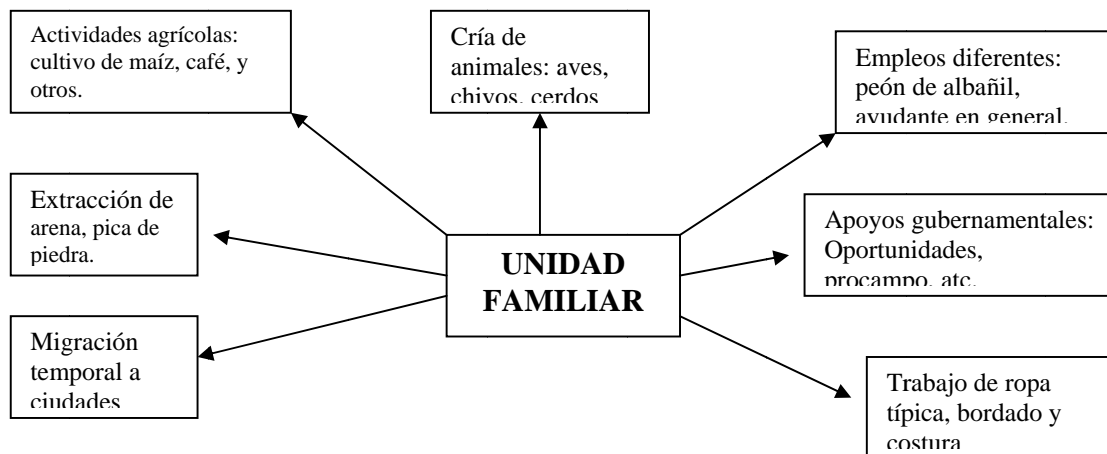 Actividades agrícolas:
cultivo de maíz, café, y
otros.
Cría de
animales: aves,
chivos, cerdos
Empleos diferentes:
peón de albañil,
ayudante en general.
Extracción de
arena, pica de
piedra.
UNIDAD
FAMILIAR
Apoyos gubernamentales:
Oportunidades,
procampo, atc.
Migración
temporal a
ciudades
Trabajo de ropa
típica, bordado y
costura